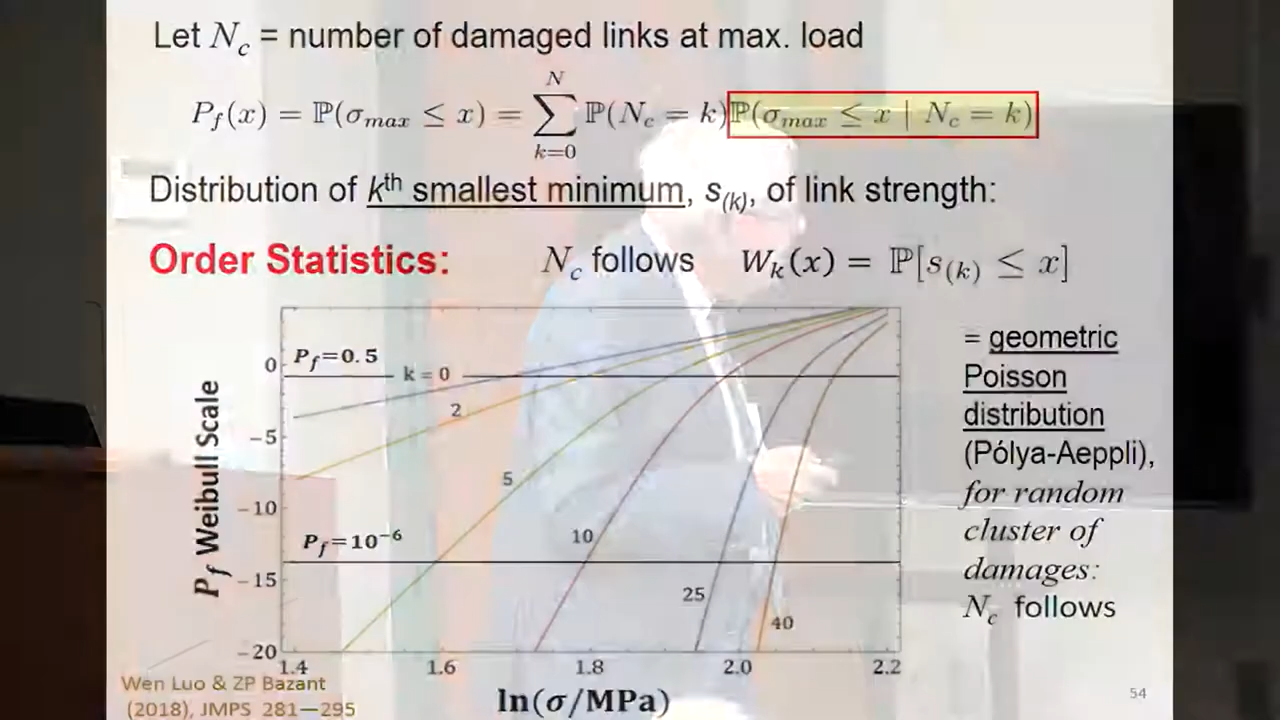 Let N_c = number of damaged links at max. load
P_f(x) = ℙ(σ_max ≤ x) = ∑_{k=0}^{N} ℙ(N_c = k)ℙ(σ_max ≤ x | N_c = k)
Distribution of k^th smallest minimum, s_(k), of link strength:
Order Statistics: N_c follows W_k(x) = ℙ[s_(k) ≤ x]
= geometric
Poisson
distribution
(Pólya-Aeppli),
for random
cluster of
damages:
N_c follows
P_f Weibull Scale
0
-5
-10
-15
-20
P_f=0.5
k = 0
2
5
10
25
40
P_f=10^-6
1.4 1.6 1.8 2.0 2.2
ln(σ/MPa)
Wen Luo & ZP Bazant
(2018), JMPS 281—295
54